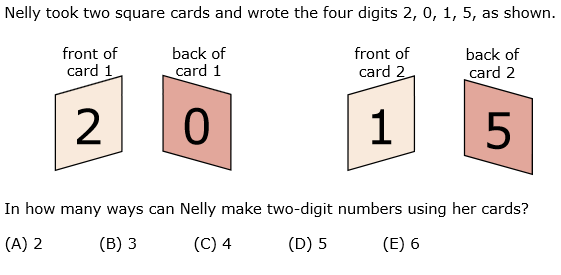 Nelly took two square cards and wrote the four digits 2, 0, 1, 5, as shown.
front of card 1
back of card 1
front of card 2
back of card 2
2
0
1
5
In how many ways can Nelly make two-digit numbers using her cards?
(A) 2 (B) 3 (C) 4 (D) 5 (E) 6